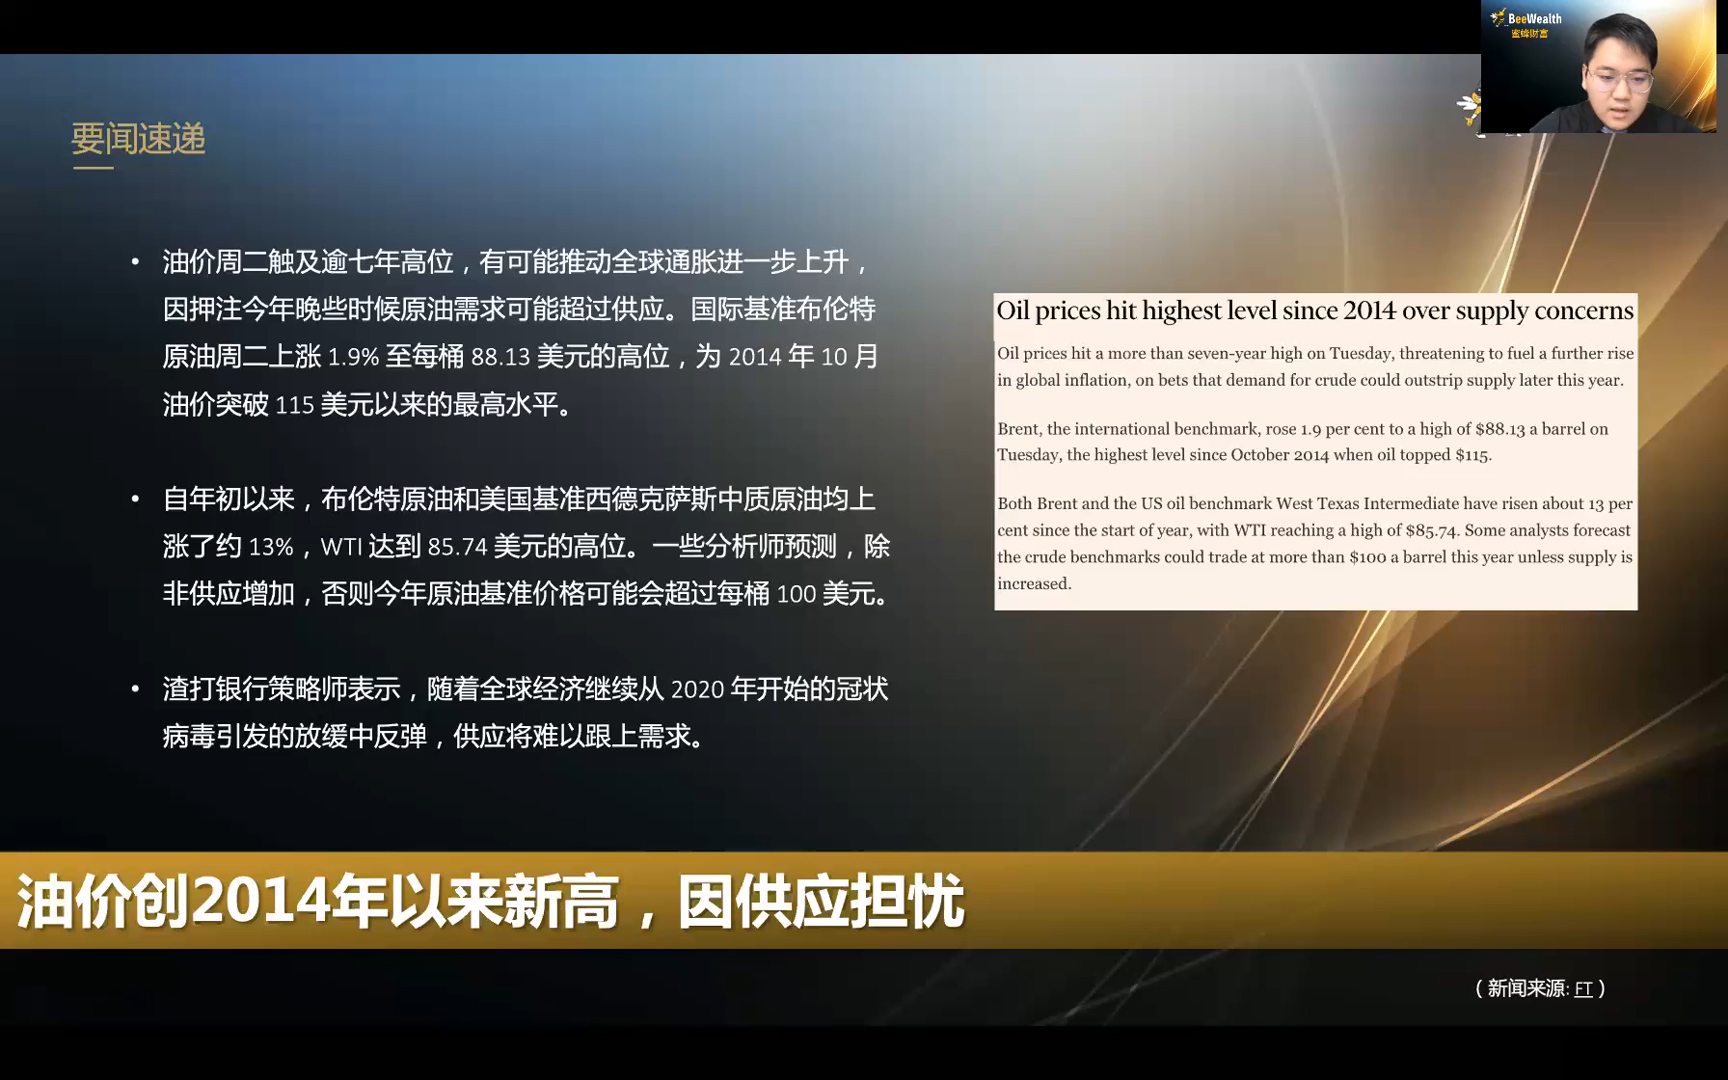 BeeWealth
蜜蜂财富
要闻速递
• 油价周二触及逾七年高位，有可能推动全球通胀进一步上升，
因押注今年晚些时候原油需求可能超过供应。国际基准布伦特
原油周二上涨 1.9% 至每桶 88.13 美元的高位，为 2014 年 10 月
油价突破 115 美元以来的最高水平。
• 自年初以来，布伦特原油和美国基准西德克萨斯中质原油均上
涨了约 13%，WTI 达到 85.74 美元的高位。一些分析师预测，除
非供应增加，否则今年原油基准价格可能会超过每桶 100 美元。
• 渣打银行策略师表示，随着全球经济继续从 2020 年开始的冠状
病毒引发的放缓中反弹，供应将难以跟上需求。
Oil prices hit highest level since 2014 over supply concerns
Oil prices hit a more than seven-year high on Tuesday, threatening to fuel a further rise
in global inflation, on bets that demand for crude could outstrip supply later this year.
Brent, the international benchmark, rose 1.9 per cent to a high of $88.13 a barrel on
Tuesday, the highest level since October 2014 when oil topped $115.
Both Brent and the US oil benchmark West Texas Intermediate have risen about 13 per
cent since the start of year, with WTI reaching a high of $85.74. Some analysts forecast
the crude benchmarks could trade at more than $100 a barrel this year unless supply is
increased.
油价创2014年以来新高，因供应担忧
（新闻来源: FT）